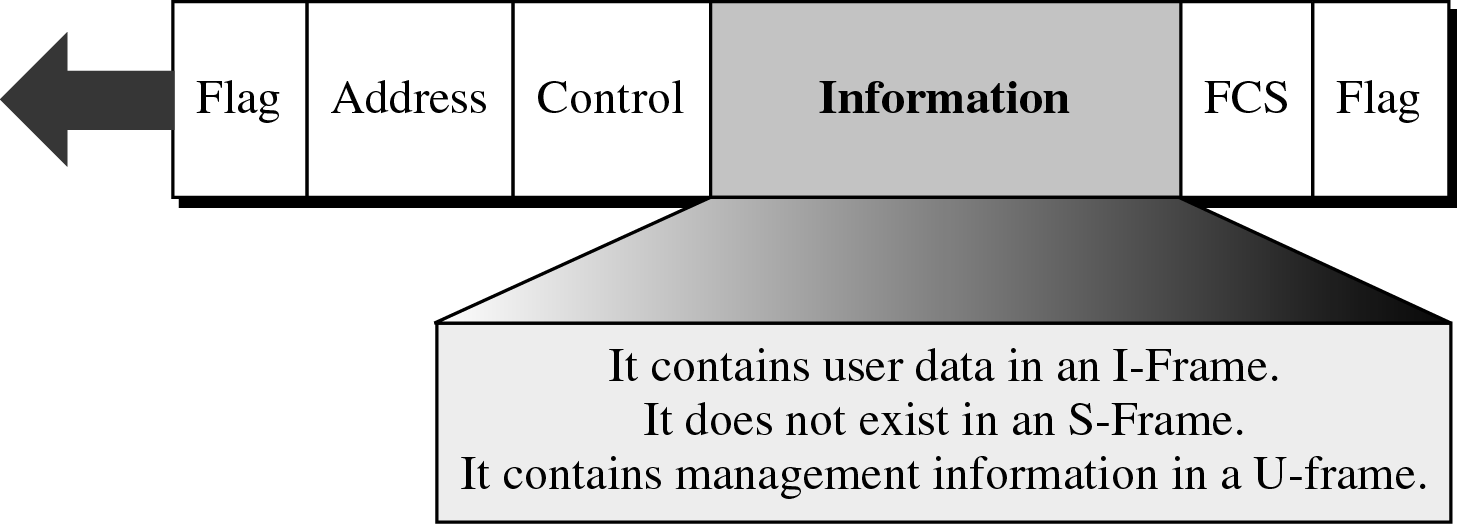 Flag Address Control Information FCS Flag
It contains user data in an I-Frame.
It does not exist in an S-Frame.
It contains management information in a U-frame.